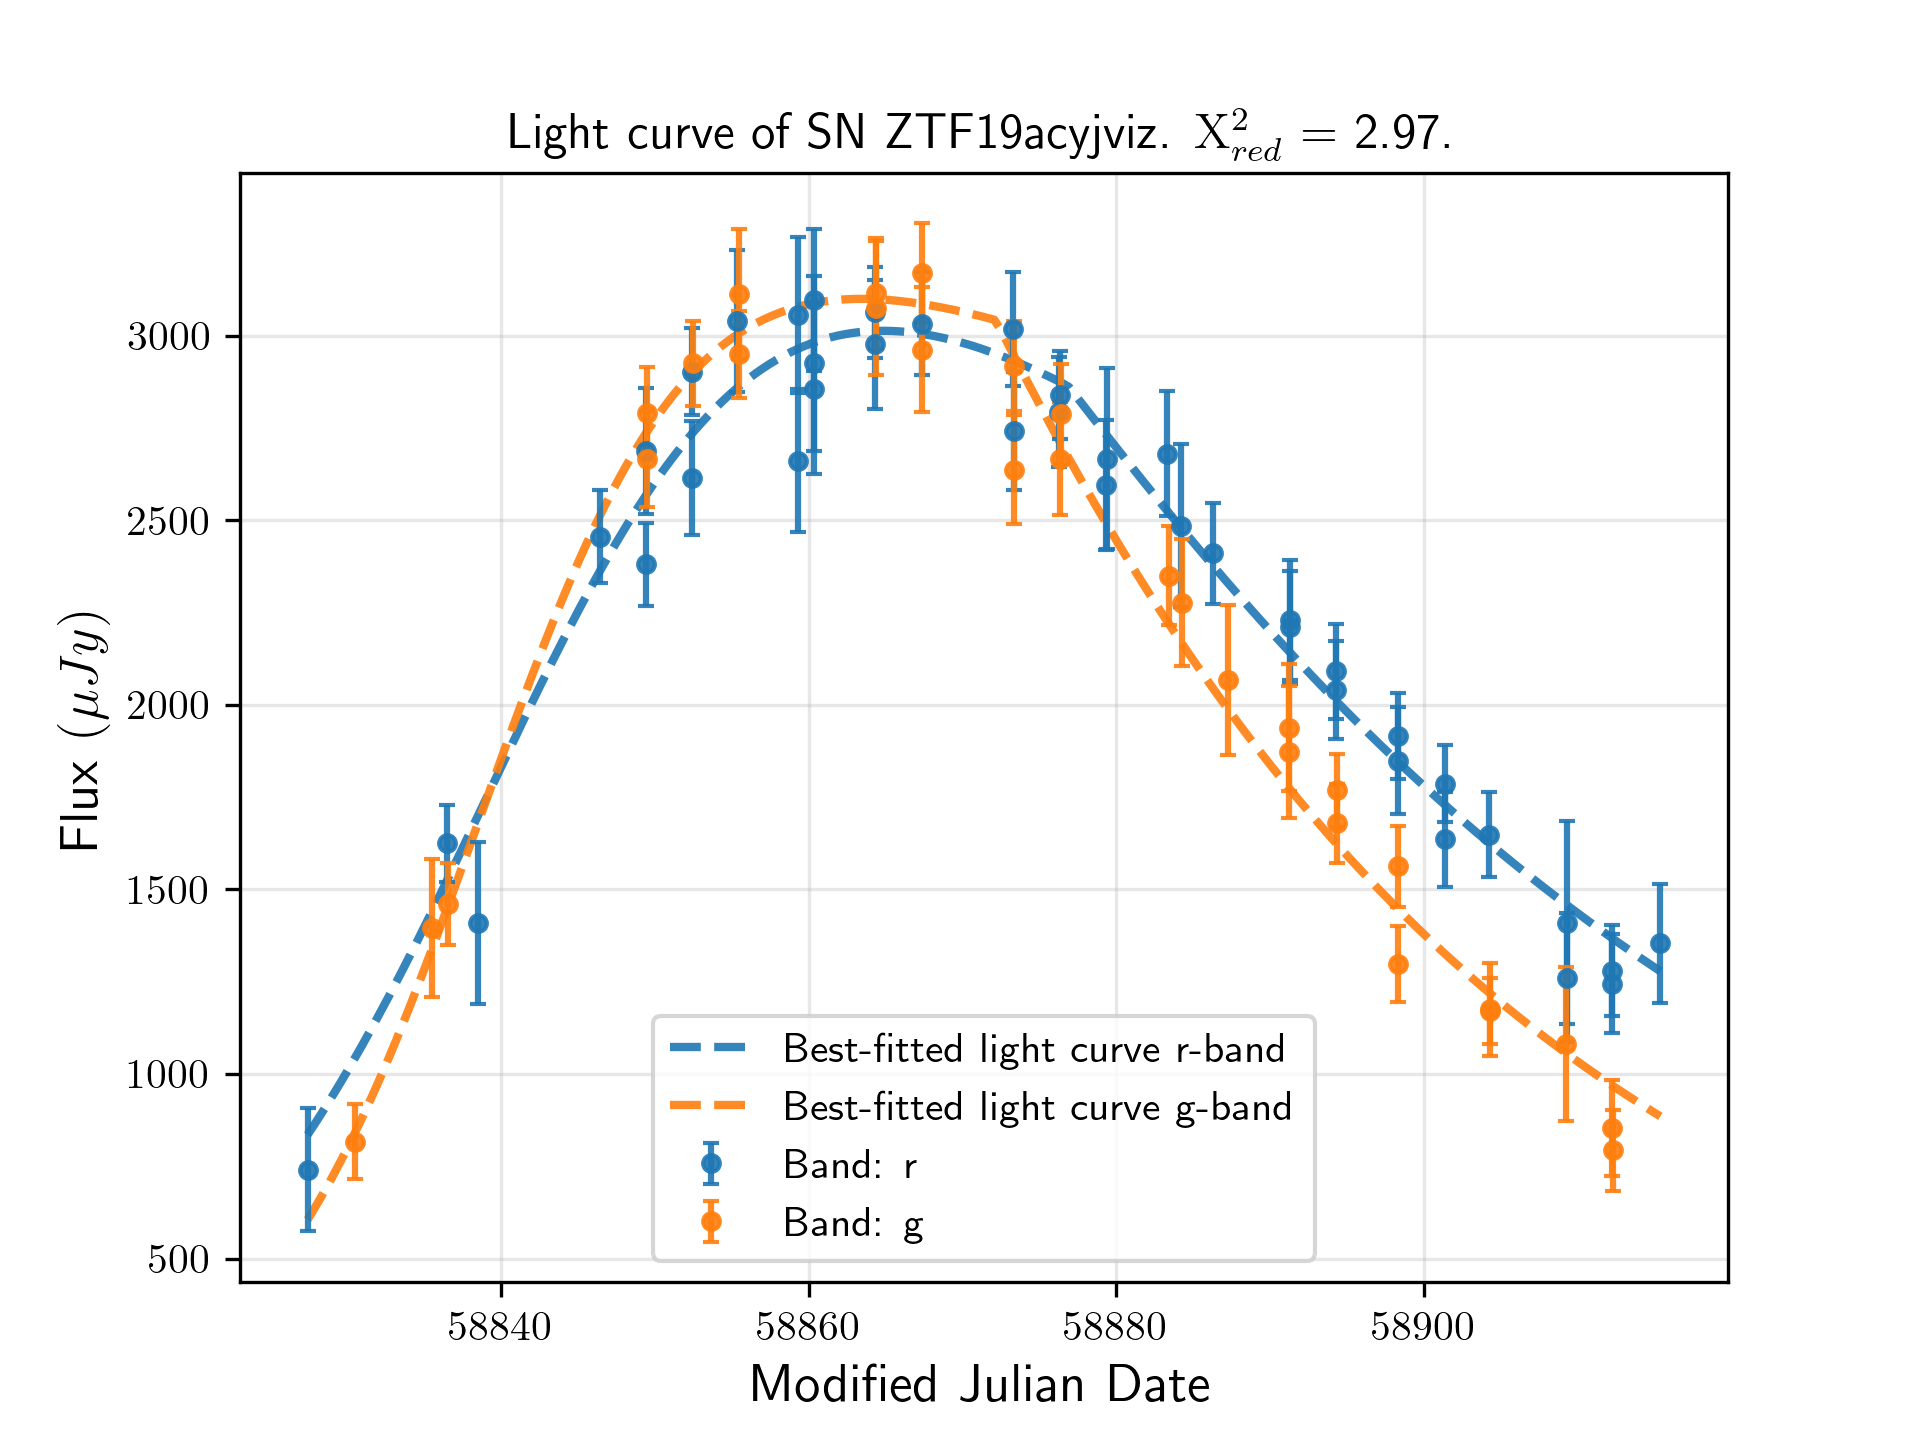 Light curve of SN ZTF19acyjviz. X²_red = 2.97.
Flux (μJy)
3000
2500
2000
1500
1000
500
58840 58860 58880 58900
Modified Julian Date
Best-fitted light curve r-band
Best-fitted light curve g-band
Band: r
Band: g